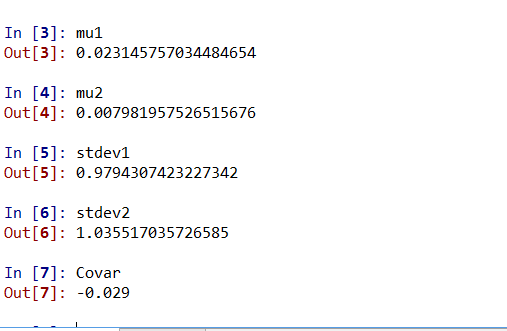 In [3]: mu1
Out[3]: 0.023145757034484654
In [4]: mu2
Out[4]: 0.007981957526515676
In [5]: stdev1
Out[5]: 0.9794307423227342
In [6]: stdev2
Out[6]: 1.035517035726585
In [7]: Covar
Out[7]: -0.029